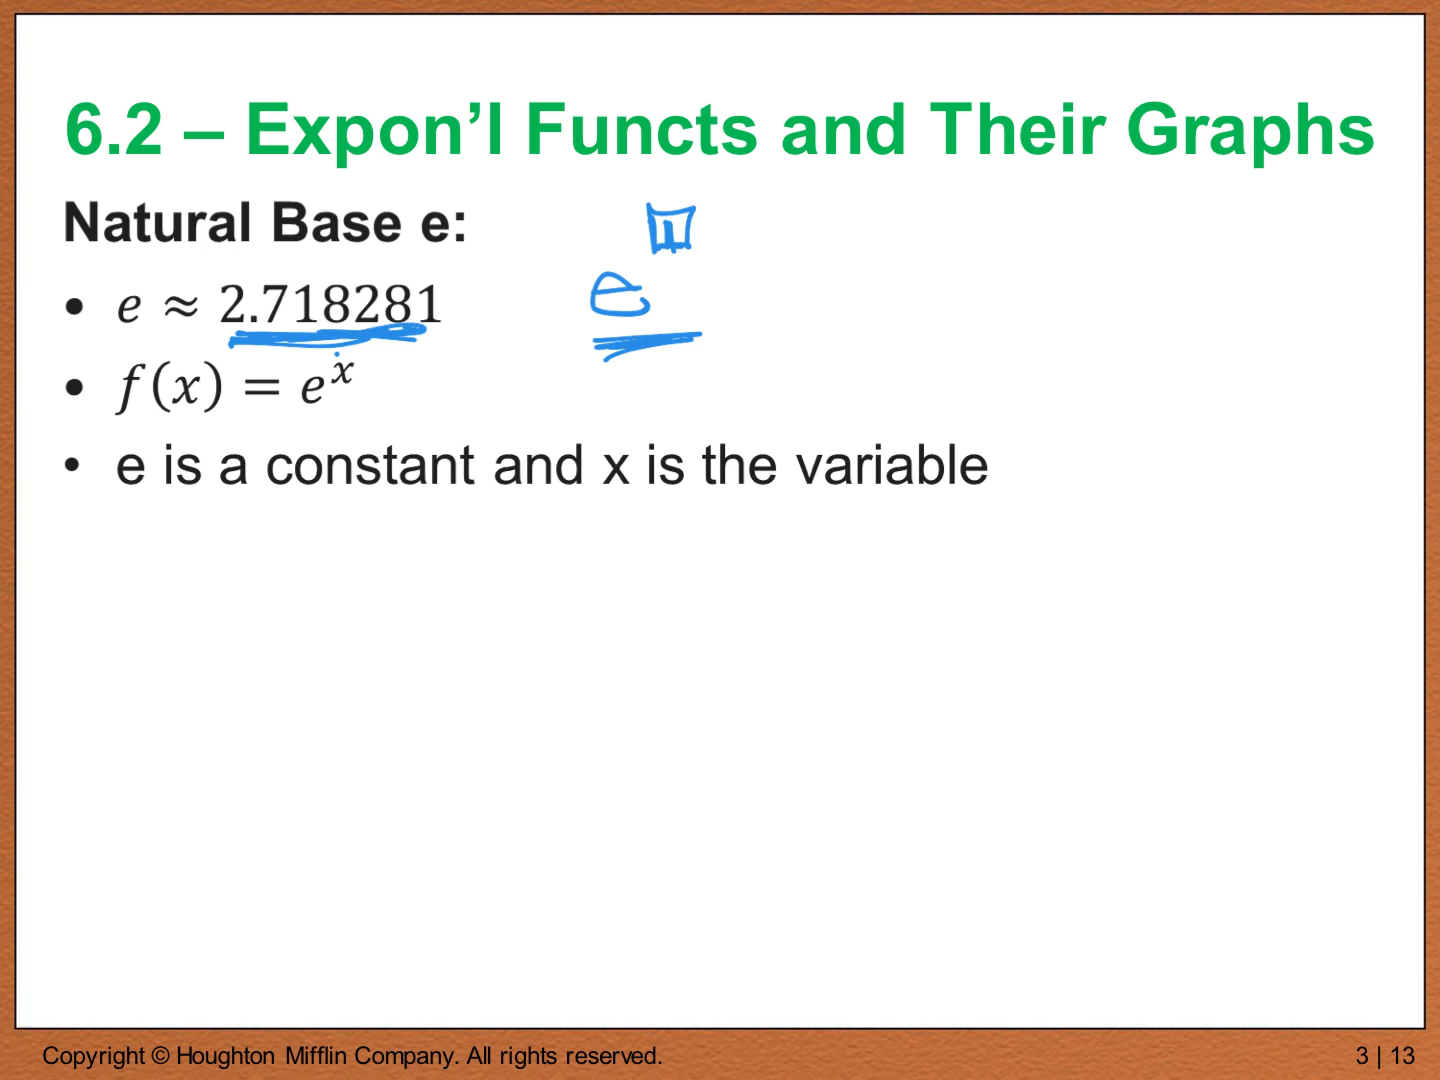 6.2 – Expon’l Functs and Their Graphs
Natural Base e:
• e ≈ 2.718281
e
• f(x) = eˣ
• e is a constant and x is the variable
Copyright © Houghton Mifflin Company. All rights reserved.
3 | 13